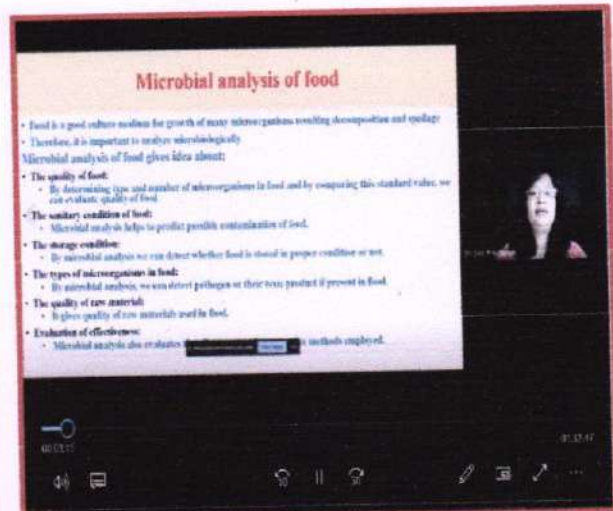 Microbial analysis of food
• Food is a good culture medium for growth of many microorganisms resulting decomposition and spoilage
• Therefore, it is important to analyze microbiologically
Microbial analysis of food gives idea about:
• The quality of food:
• By determining type and number of microorganisms in food and by comparing this standard value, we
can evaluate quality of food
• The sanitary condition of food:
• Microbial analysis helps to predict possible contamination of food.
• The storage condition:
• By microbial analysis we can detect whether food is stored in proper condition or not.
• The types of microorganisms in food:
• By microbial analysis, we can detect pathogen or their toxic product if present in food.
• The quality of raw material:
• It gives quality of raw materials used in food.
• Evaluation of effectiveness:
• Microbial analysis also evaluates methods employed.
10
30